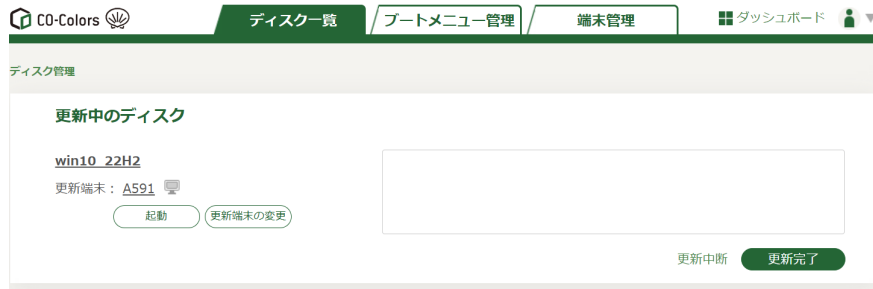 CO-Colors
ディスク一覧
ブートメニュー管理
端末管理
ダッシュボード
ディスク管理
更新中のディスク
win10_22H2
更新端末： A591
起動
更新端末の変更
更新中断
更新完了